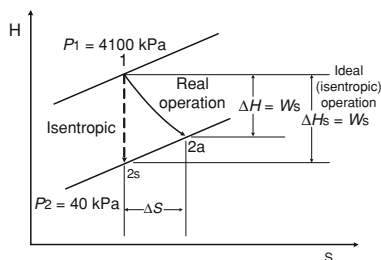 H
P1 = 4100 kPa
1
Ideal
(isentropic)
operation
Real
operation
ΔH = Ws
ΔHs = Ws
Isentropic
2a
2s
P2 = 40 kPa
ΔS
S